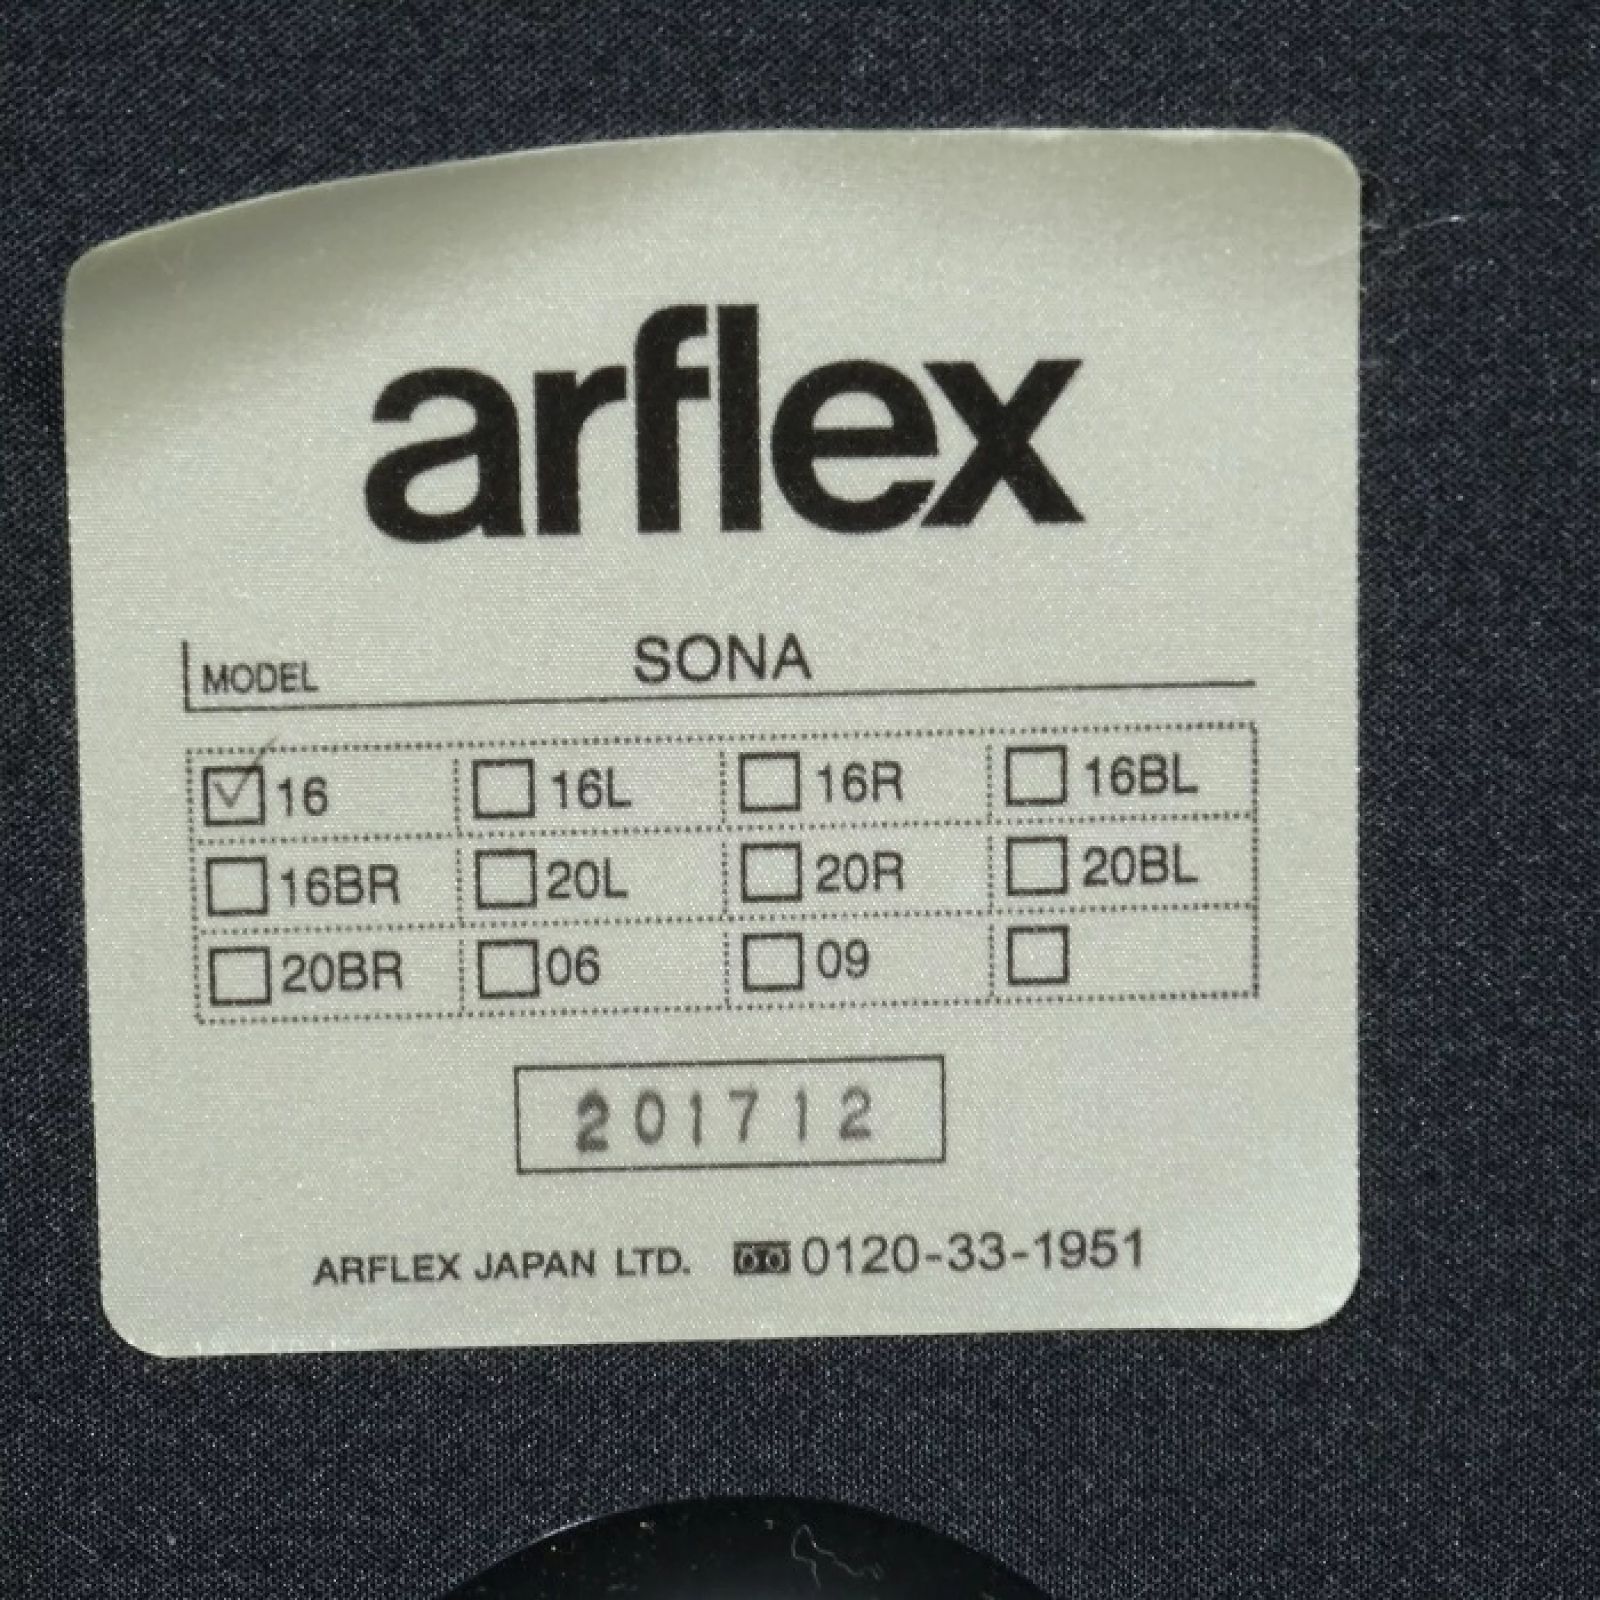 arflex
MODEL SONA
☑16 ☐16L ☐16R ☐16BL
☐16BR ☐20L ☐20R ☐20BL
☐20BR ☐06 ☐09 ☐
201712
ARFLEX JAPAN LTD. 0120-33-1951